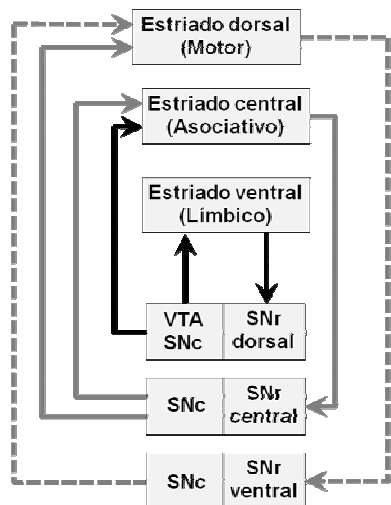 Estriado dorsal
(Motor)
Estriado central
(Asociativo)
Estriado ventral
(Límbico)
VTA
SNc
SNr
dorsal
SNc
SNr
central
SNc
SNr
ventral